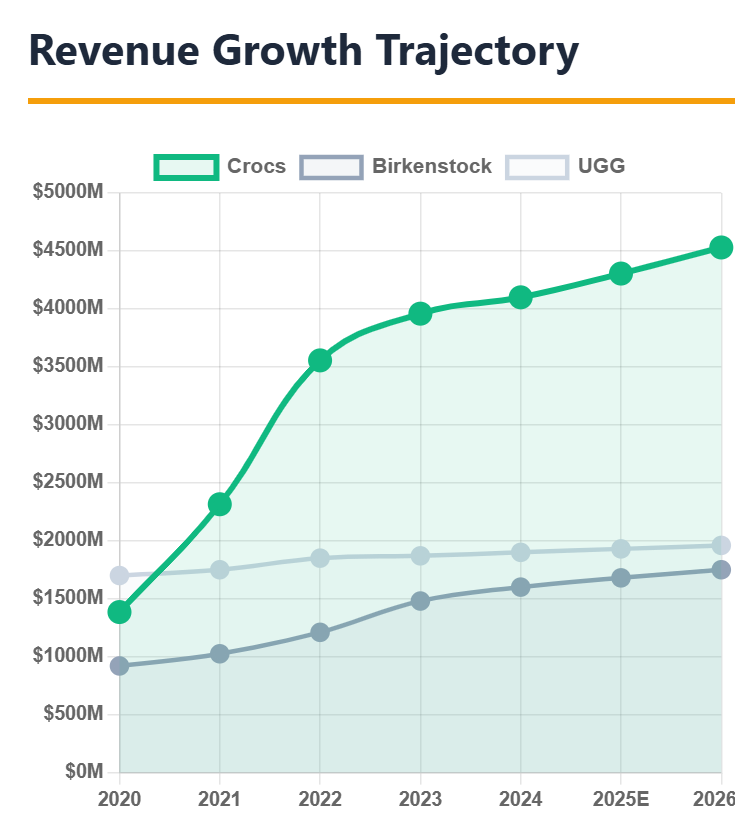 Revenue Growth Trajectory
Crocs Birkenstock UGG
$5000M
$4500M
$4000M
$3500M
$3000M
$2500M
$2000M
$1500M
$1000M
$500M
$0M
2020 2021 2022 2023 2024 2025E 2026